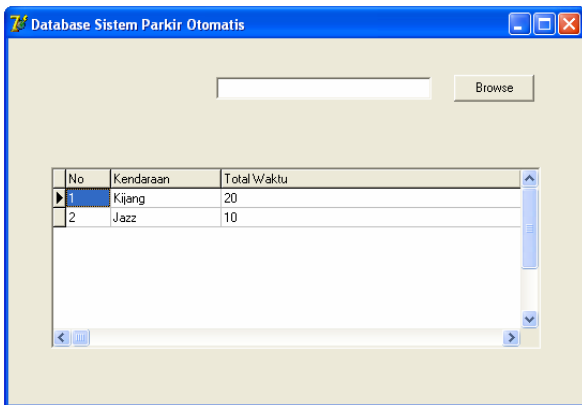 Database Sistem Parkir Otomatis
Browse
No Kendaraan Total Waktu
1 Kijang 20
2 Jazz 10